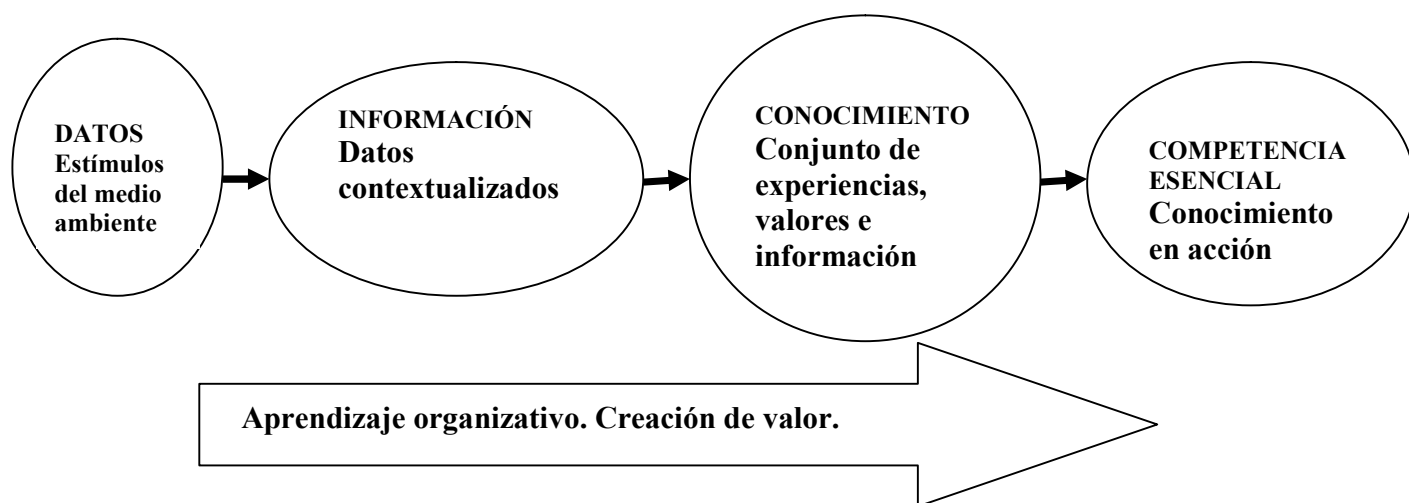 DATOS
Estímulos
del medio
ambiente
INFORMACIÓN
Datos
contextualizados
CONOCIMIENTO
Conjunto de
experiencias,
valores e
información
COMPETENCIA
ESENCIAL
Conocimiento
en acción
Aprendizaje organizativo. Creación de valor.